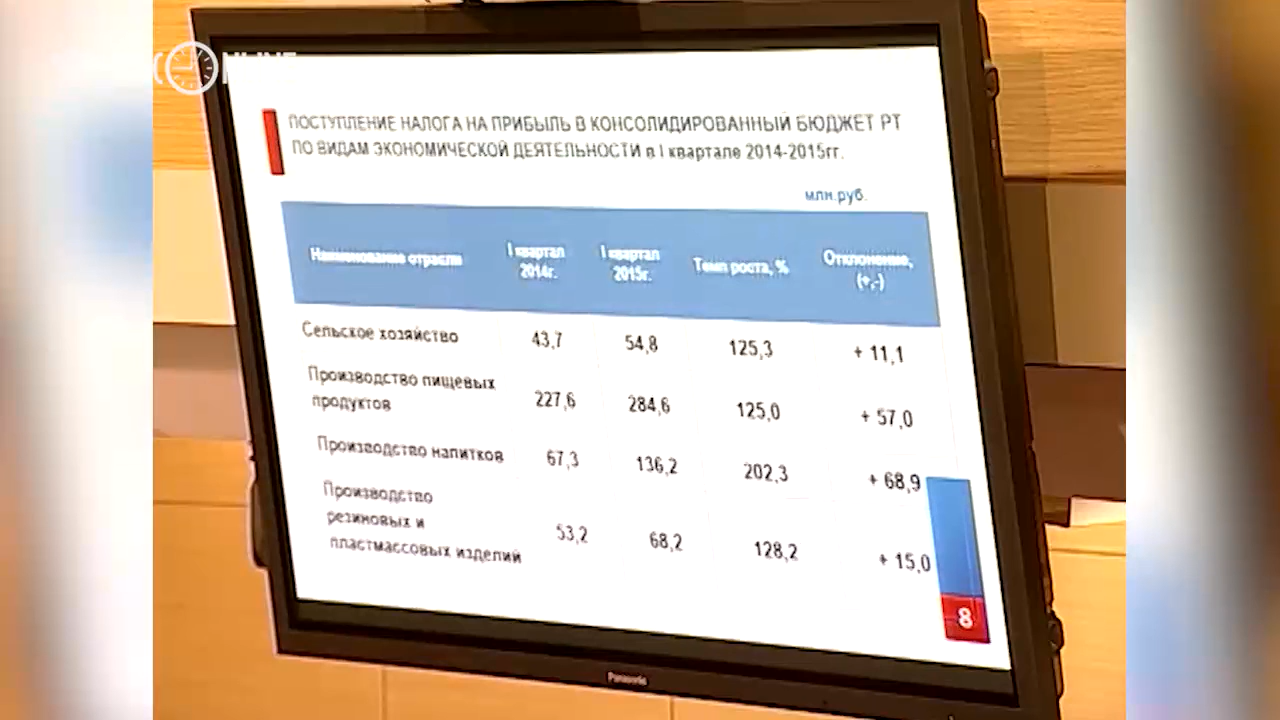 ПОСТУПЛЕНИЕ НАЛОГА НА ПРИБЫЛЬ В КОНСОЛИДИРОВАННЫЙ БЮДЖЕТ РТ
ПО ВИДАМ ЭКОНОМИЧЕСКОЙ ДЕЯТЕЛЬНОСТИ в I квартале 2014-2015гг.
млн.руб.
Наименование отрасли I квартал 2014г. I квартал 2015г. Темп роста, % Отклонение, (+,-)
Сельское хозяйство 43,7 54,8 125,3 + 11,1
Производство пищевых
продуктов 227,6 284,6 125,0 + 57,0
Производство напитков 67,3 136,2 202,3 + 68,9
Производство
резиновых и
пластмассовых изделий 53,2 68,2 128,2 + 15,0
8
Panasonic